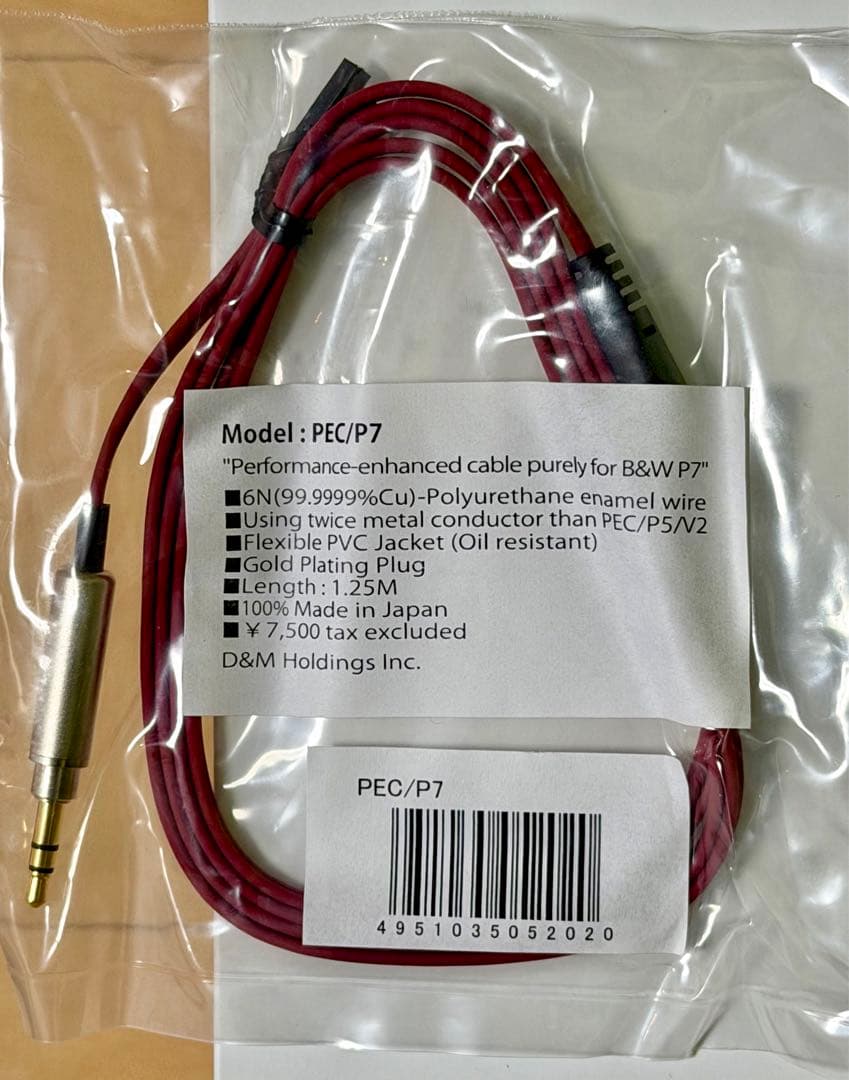 Model : PEC/P7
"Performance-enhanced cable purely for B&W P7"
■6N(99.9999%Cu)-Polyurethane enamel wire
■Using twice metal conductor than PEC/P5/V2
■Flexible PVC Jacket (Oil resistant)
■Gold Plating Plug
■Length : 1.25M
■100% Made in Japan
■¥7,500 tax excluded
D&M Holdings Inc.
PEC/P7
4951035052020